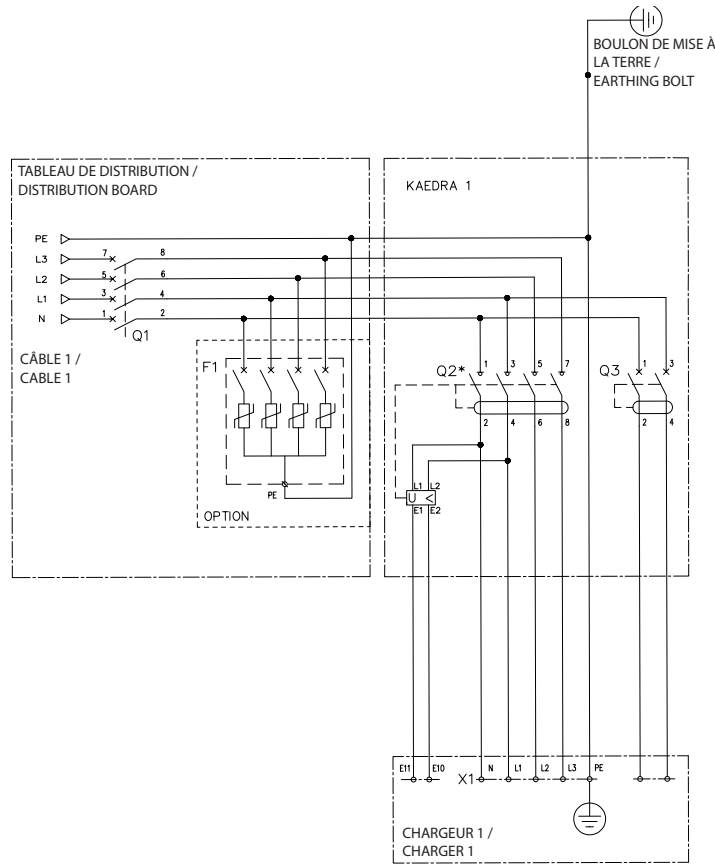 BOULON DE MISE À
LA TERRE /
EARTHING BOLT
TABLEAU DE DISTRIBUTION /
DISTRIBUTION BOARD
KAEDRA 1
PE
L3 7 8
L2 5 6
L1 3 4
N 1 2
Q1
CÂBLE 1 /
CABLE 1
F1
PE
OPTION
Q2* 1 3 5 7
2 4 6 8
Q3 1 3
2 4
L1 L2
U <
E1 E2
E11 E10 X1 N L1 L2 L3 PE
CHARGEUR 1 /
CHARGER 1